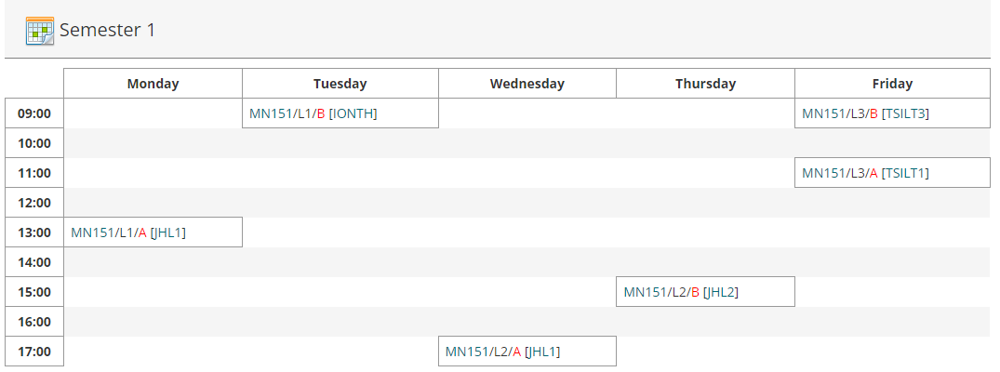 Semester 1
Monday Tuesday Wednesday Thursday Friday
09:00 MN151/L1/B [IONTH] MN151/L3/B [TSILT3]
10:00
11:00 MN151/L3/A [TSILT1]
12:00
13:00 MN151/L1/A [JHL1]
14:00
15:00 MN151/L2/B [JHL2]
16:00
17:00 MN151/L2/A [JHL1]